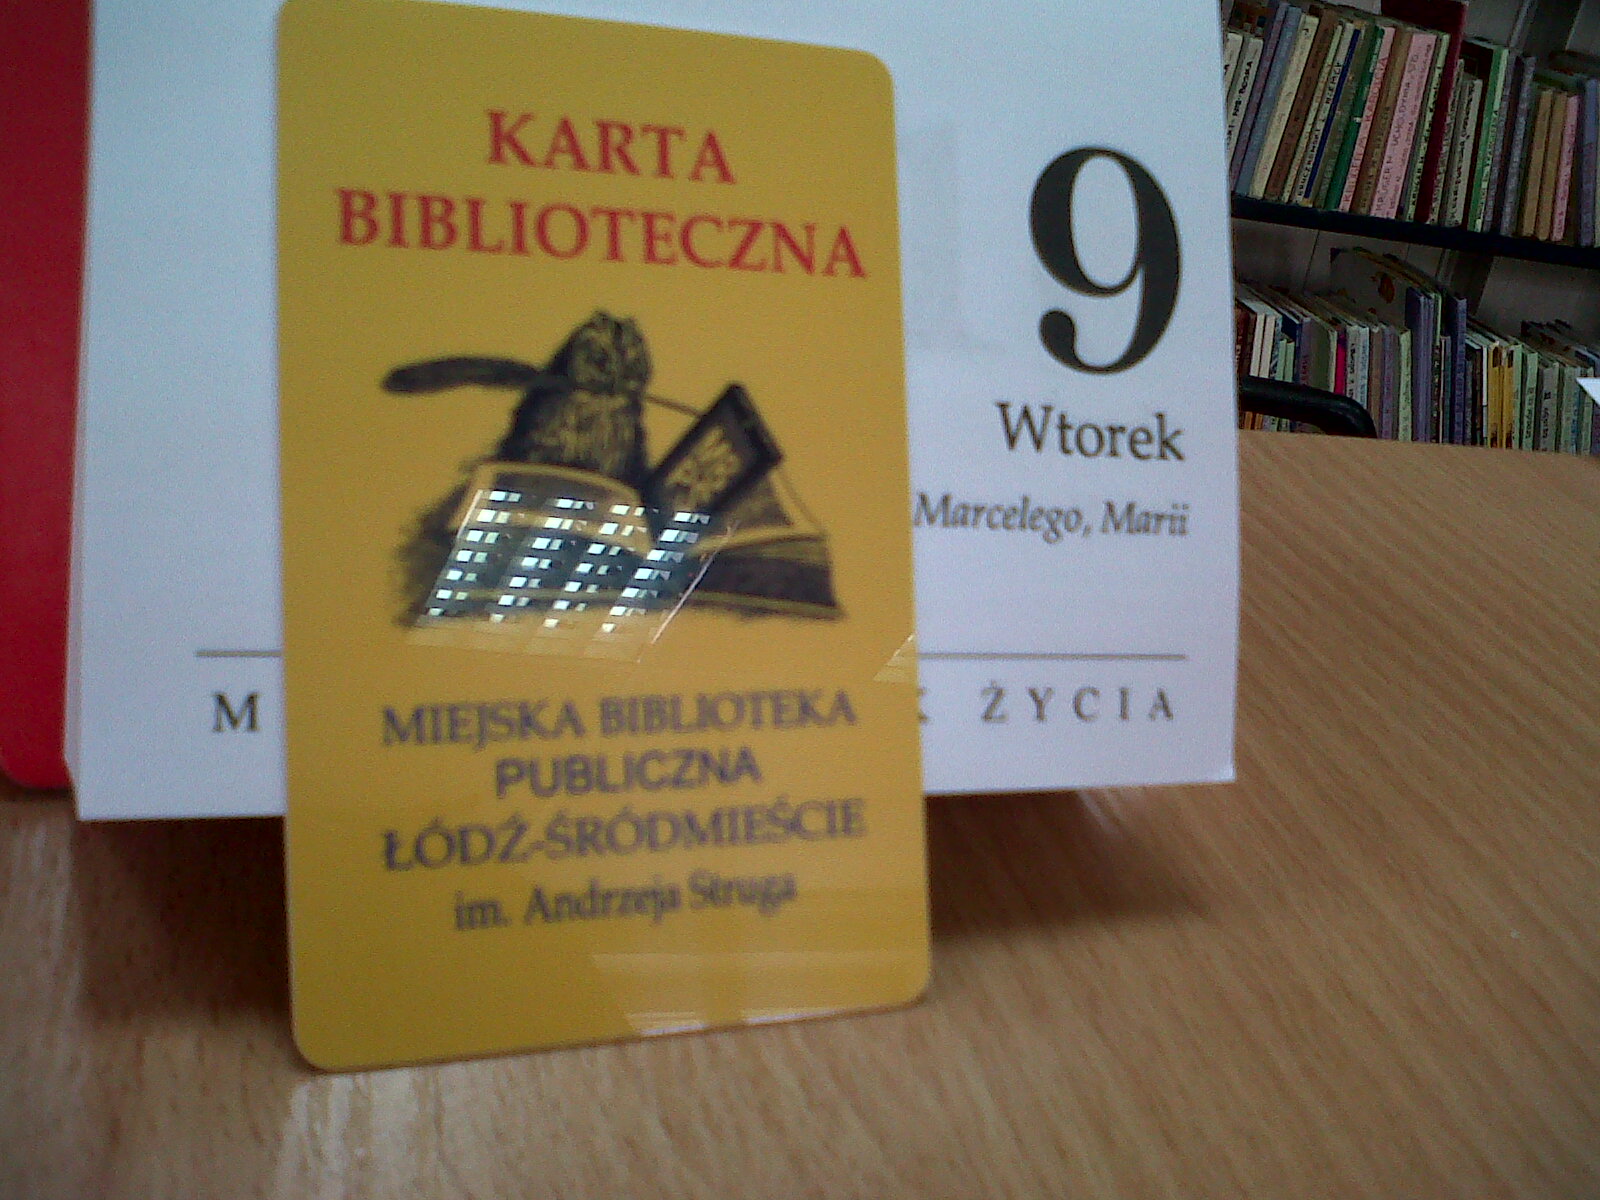 KARTA
BIBLIOTECZNA
MIEJSKA BIBLIOTEKA
PUBLICZNA
ŁÓDŹ-ŚRÓDMIEŚCIE
im. Andrzeja Struga
9
Wtorek
Marcelego, Marii
M
K ŻYCIA